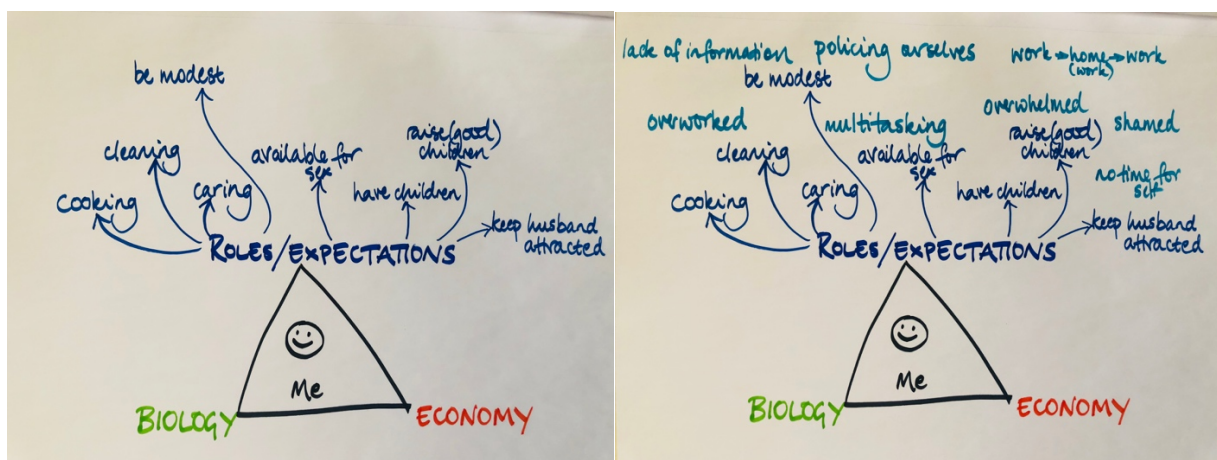 be modest
cleaning
cooking
caring
available for
sex
have children
raise (good)
children
keep husband
attracted
ROLES/EXPECTATIONS
Me
BIOLOGY
ECONOMY
lack of information
policing ourselves
work → home → work
(work)
be modest
overworked
multitasking
overwhelmed
shamed
cleaning
cooking
caring
available for
sex
have children
raise (good)
children
no time for
self
keep husband
attracted
ROLES/EXPECTATIONS
Me
BIOLOGY
ECONOMY